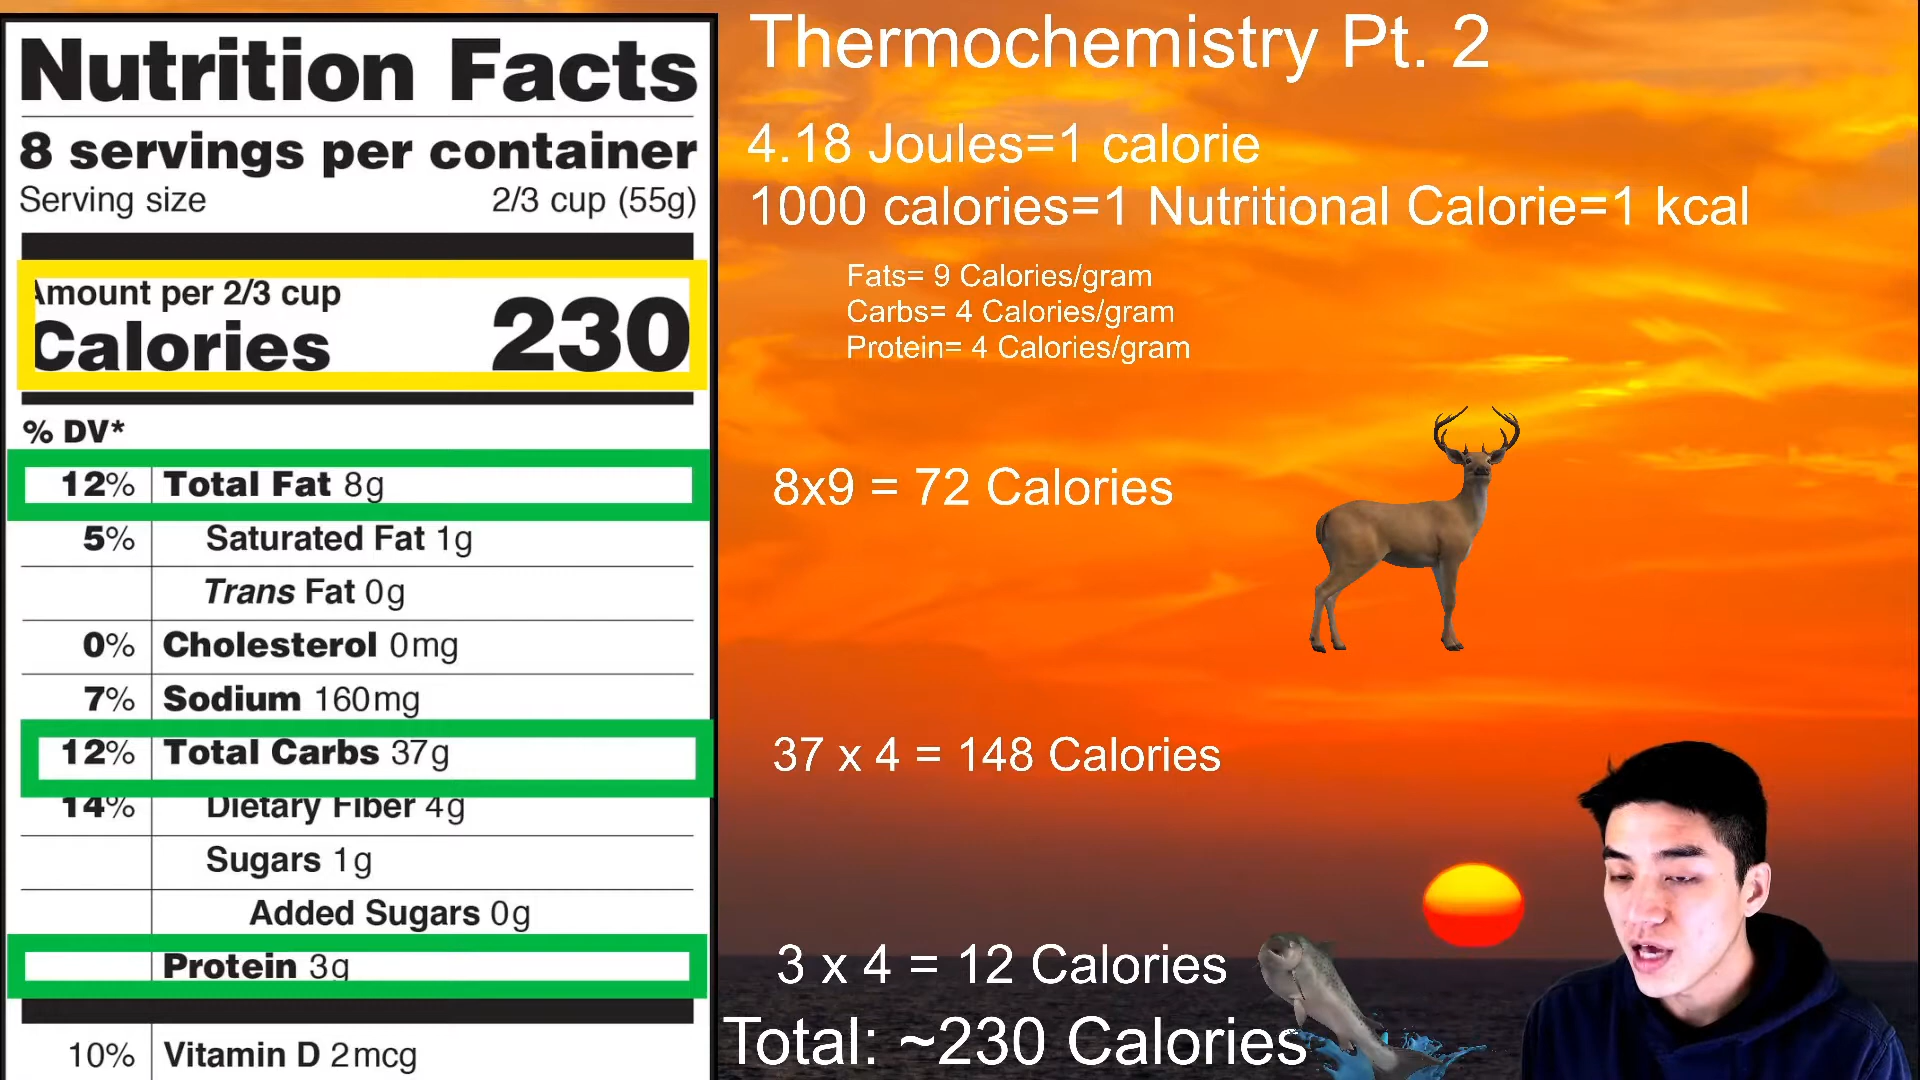 Nutrition Facts
8 servings per container
Serving size 2/3 cup (55g)
Amount per 2/3 cup
Calories 230
% DV*
12% Total Fat 8g
5% Saturated Fat 1g
Trans Fat 0g
0% Cholesterol 0mg
7% Sodium 160mg
12% Total Carbs 37g
14% Dietary Fiber 4g
Sugars 1g
Added Sugars 0g
Protein 3g
10% Vitamin D 2mcg
Thermochemistry Pt. 2
4.18 Joules=1 calorie
1000 calories=1 Nutritional Calorie=1 kcal
Fats= 9 Calories/gram
Carbs= 4 Calories/gram
Protein= 4 Calories/gram
8x9 = 72 Calories
37 x 4 = 148 Calories
3 x 4 = 12 Calories
Total: ~230 Calories